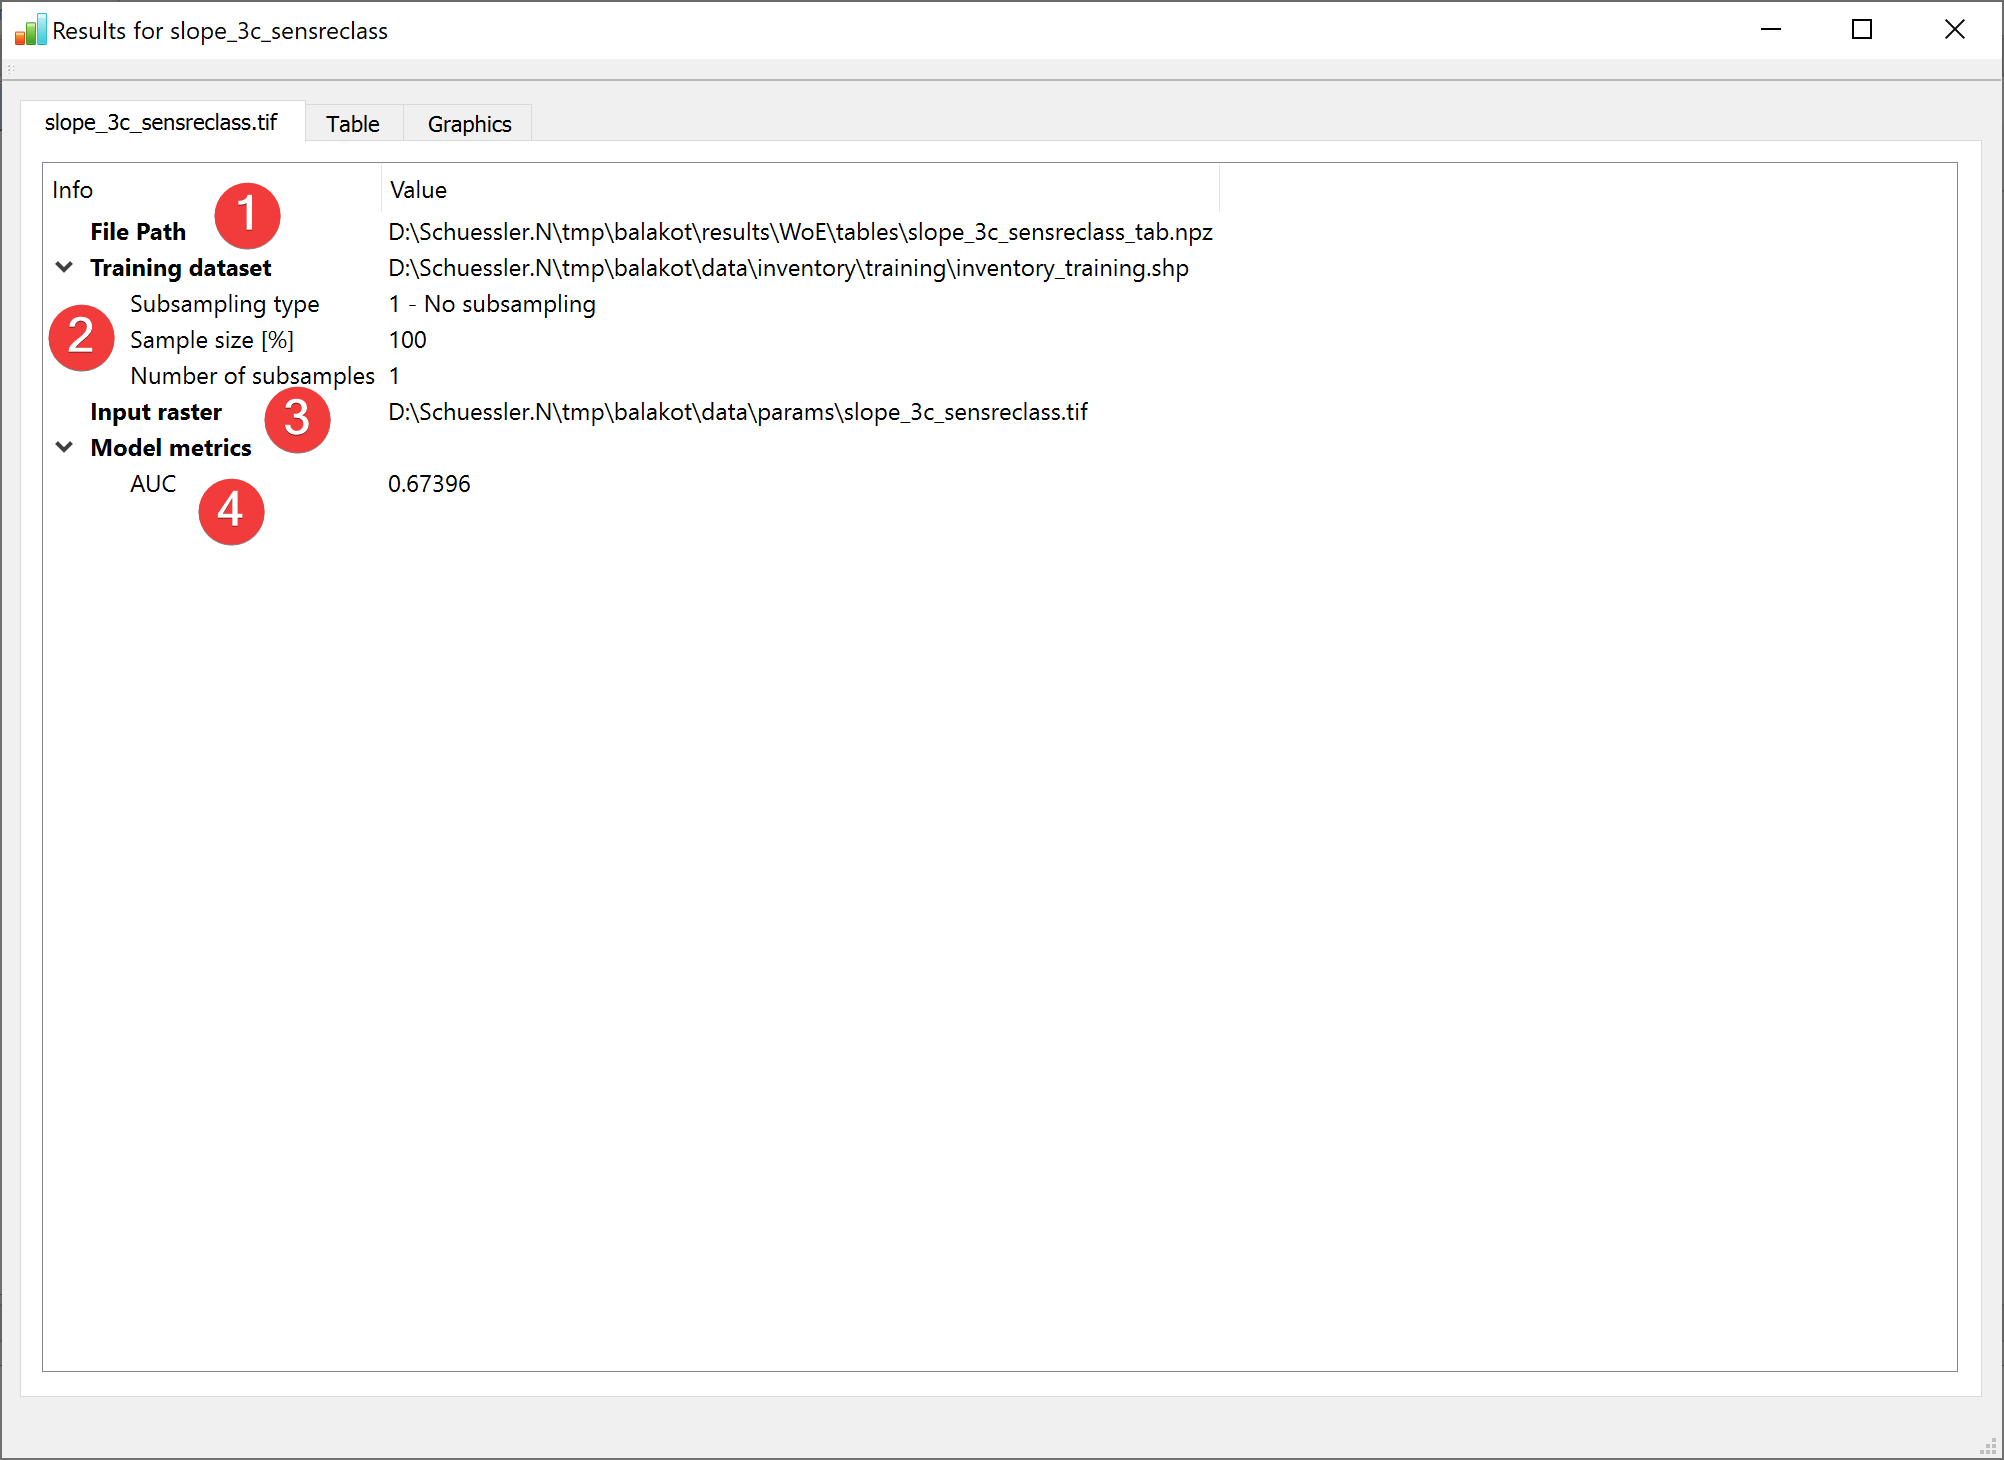 Results for slope_3c_sensreclass
slope_3c_sensreclass.tif Table Graphics
Info Value
File Path 1 D:\Schuessler.N\tmp\balakot\results\WoE\tables\slope_3c_sensreclass_tab.npz
Training dataset D:\Schuessler.N\tmp\balakot\data\inventory\training\inventory_training.shp
Subsampling type 1 - No subsampling
2 Sample size [%] 100
Number of subsamples 1
Input raster 3 D:\Schuessler.N\tmp\balakot\data\params\slope_3c_sensreclass.tif
Model metrics
AUC 4 0.67396